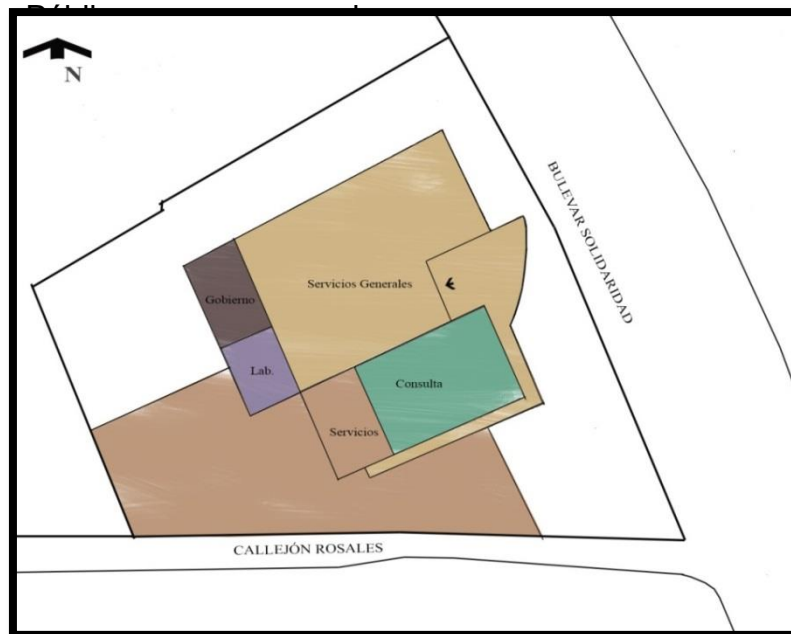 N
BULEVAR SOLIDARIDAD
Gobierno
Servicios Generales
Lab.
Consulta
Servicios
CALLEJÓN ROSALES